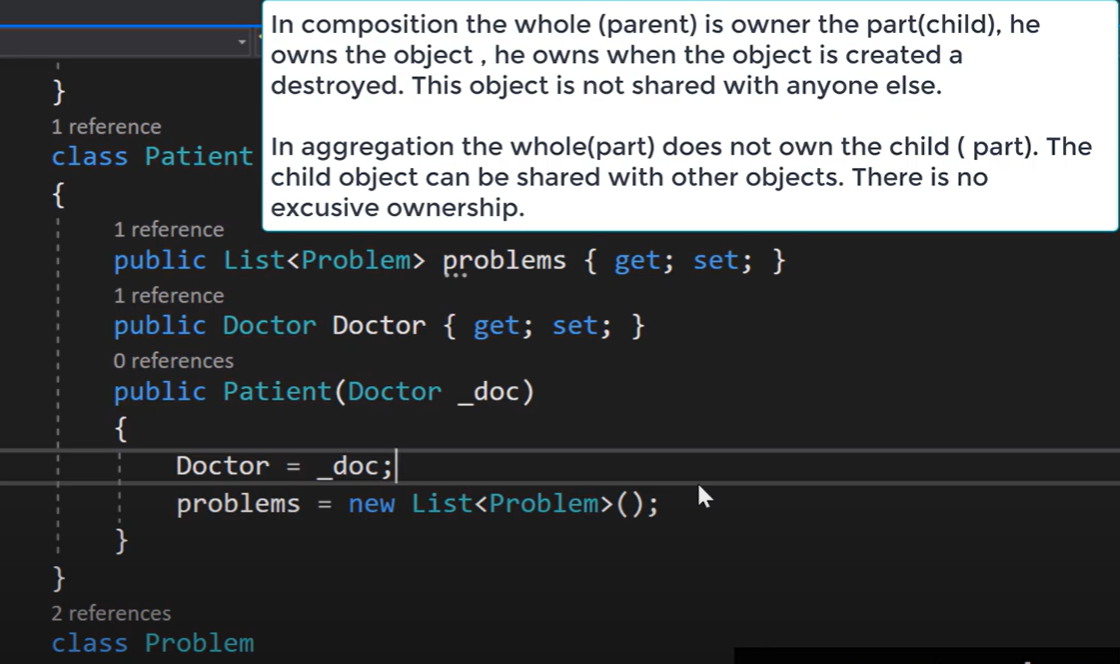 In composition the whole (parent) is owner the part(child), he
owns the object , he owns when the object is created a
destroyed. This object is not shared with anyone else.
In aggregation the whole(part) does not own the child ( part). The
child object can be shared with other objects. There is no
excusive ownership.
}
1 reference
class Patient
{
1 reference
public List<Problem> problems { get; set; }
1 reference
public Doctor Doctor { get; set; }
0 references
public Patient(Doctor _doc)
{
Doctor = _doc;
problems = new List<Problem>();
}
}
2 references
class Problem